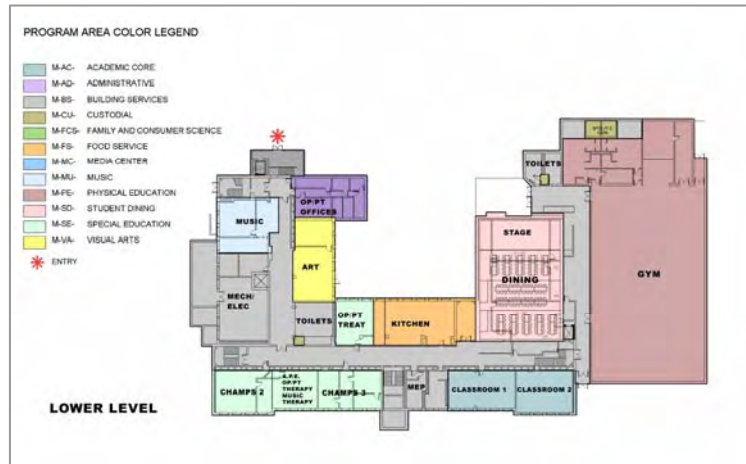 PROGRAM AREA COLOR LEGEND
M-AC- ACADEMIC CORE
M-AD- ADMINISTRATIVE
M-BS- BUILDING SERVICES
M-CU- CUSTODIAL
M-FCS- FAMILY AND CONSUMER SCIENCE
M-FS- FOOD SERVICE
M-MC- MEDIA CENTER
M-MU- MUSIC
M-PE- PHYSICAL EDUCATION
M-SD- STUDENT DINING
M-SE- SPECIAL EDUCATION
M-VA- VISUAL ARTS
ENTRY
TOILETS
OP/PT
OFFICES
MUSIC
STAGE
ART
GYM
MECH/
ELEC
DINING
TOILETS
OP/PT
TREAT
KITCHEN
CHAMPS 2
A.P.E.
OP/PT
THERAPY
MUSIC
THERAPY
CHAMPS 3
MEP
CLASSROOM 1
CLASSROOM 2
LOWER LEVEL